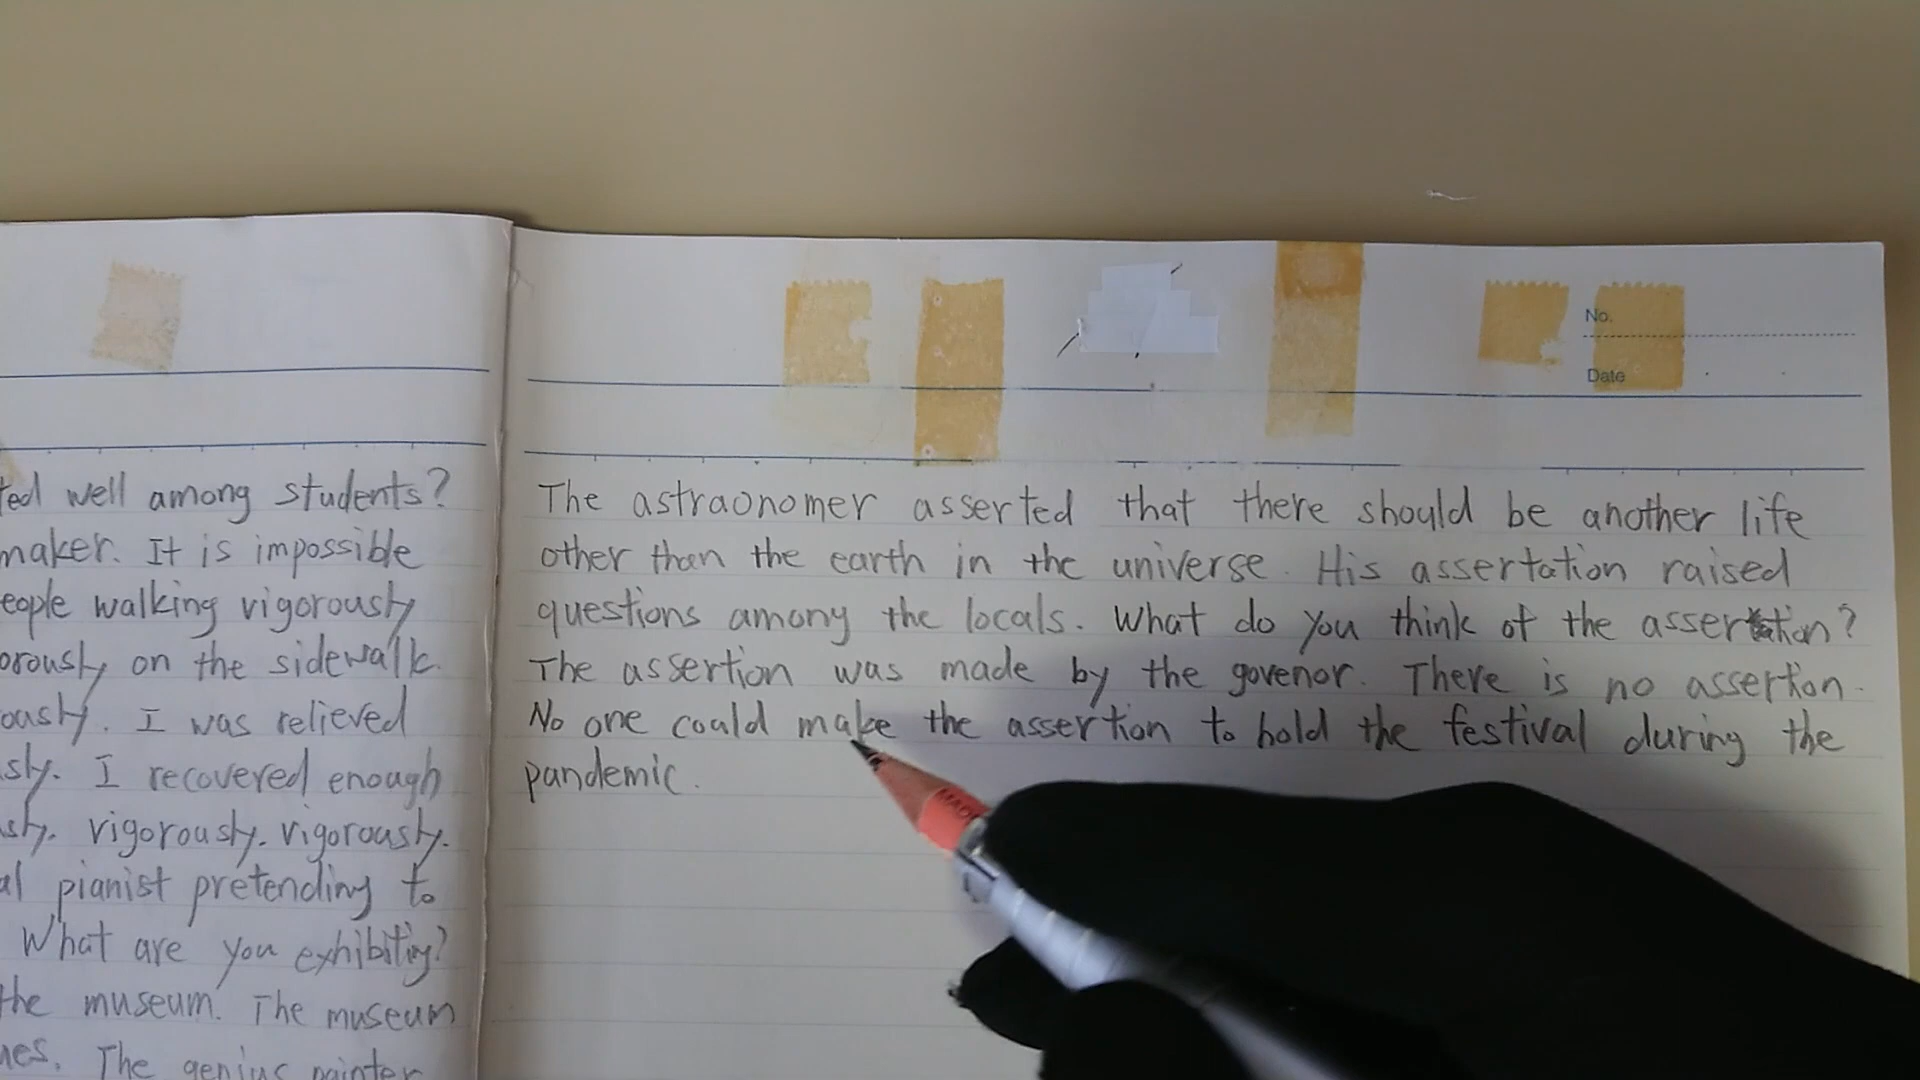 ted well among students?
maker. It is impossible
eople walking vigorously
orously on the sidewalk.
ously. I was relieved
sly. I recovered enough
sly. vigorously. vigorously.
al pianist pretending to
What are you exhibiting?
the museum. The museum
nes. The genius painter
No.
Date
The astraonomer asserted that there should be another life
other than the earth in the universe. His assertation raised
questions among the locals. What do you think of the assertion?
The assertion was made by the govenor. There is no assertion.
No one could make the assertion to hold the festival during the
pandemic.